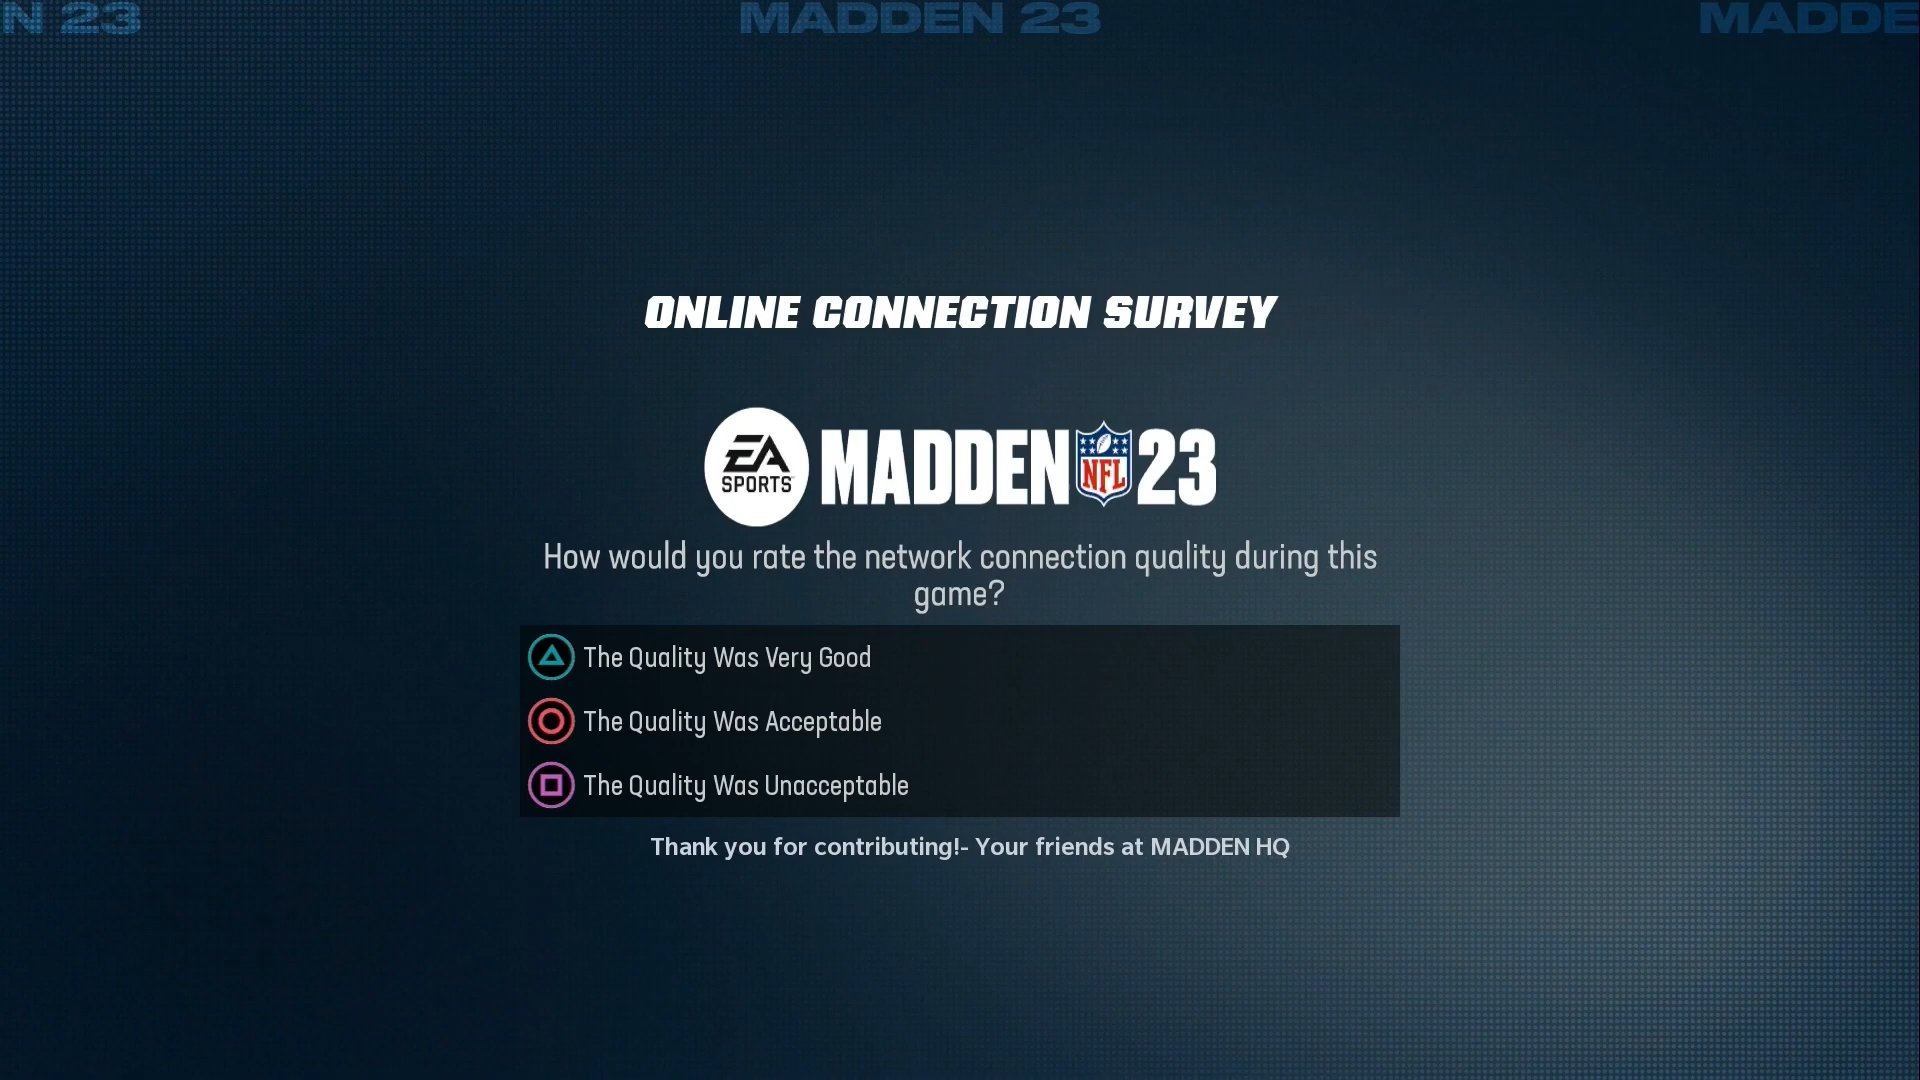 N 23 MADDEN 23 MADDE
ONLINE CONNECTION SURVEY
EA SPORTS MADDEN NFL 23
How would you rate the network connection quality during this
game?
The Quality Was Very Good
The Quality Was Acceptable
The Quality Was Unacceptable
Thank you for contributing!- Your friends at MADDEN HQ